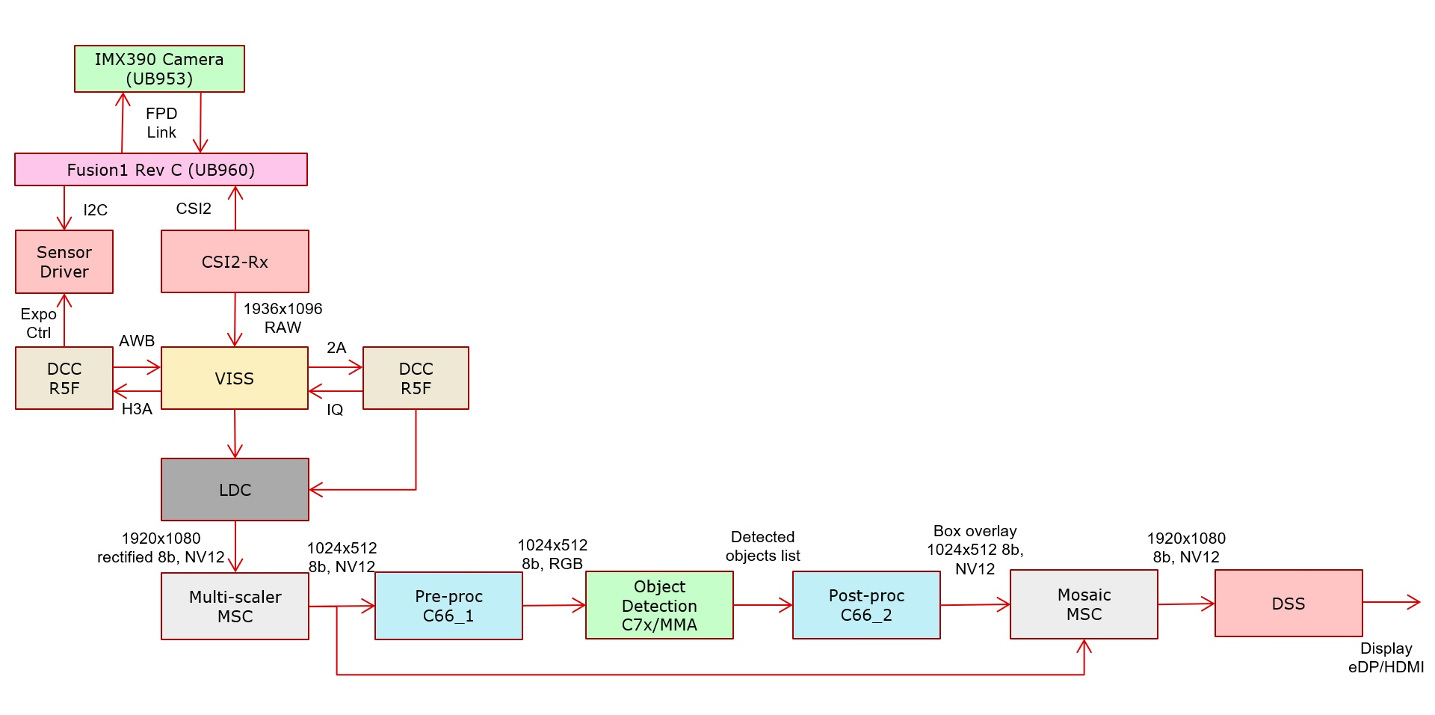 IMX390 Camera
(UB953)
FPD
Link
Fusion1 Rev C (UB960)
I2C
CSI2
Sensor
Driver
CSI2-Rx
Expo
Ctrl
1936x1096
RAW
AWB
2A
DCC
R5F
VISS
DCC
R5F
H3A
IQ
LDC
1920x1080
rectified 8b, NV12
1024x512
8b, NV12
1024x512
8b, RGB
Detected
objects list
Box overlay
1024x512 8b,
NV12
1920x1080
8b, NV12
Multi-scaler
MSC
Pre-proc
C66_1
Object
Detection
C7x/MMA
Post-proc
C66_2
Mosaic
MSC
DSS
Display
eDP/HDMI